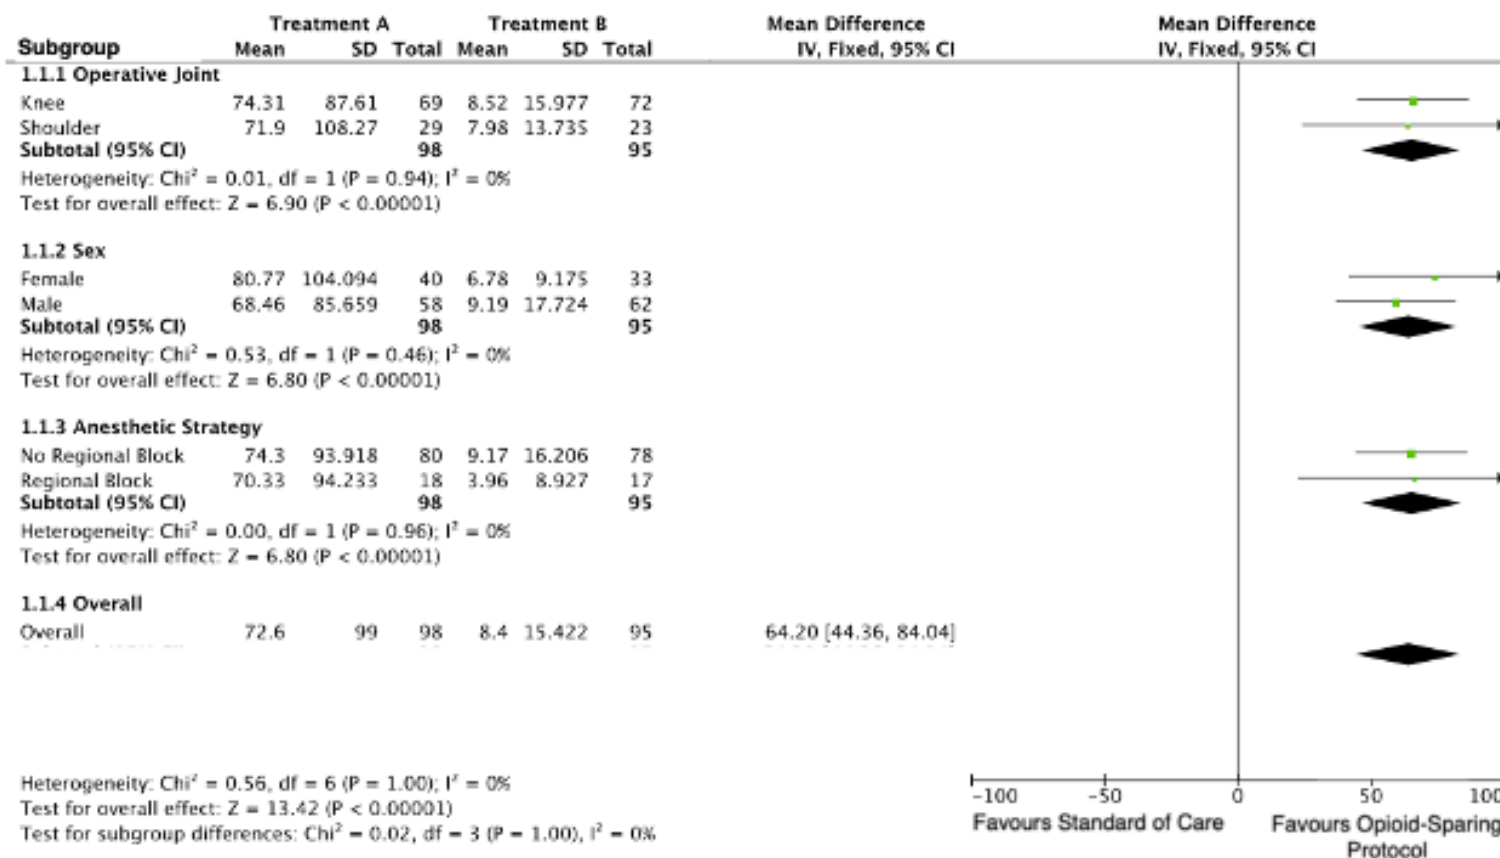 Treatment A Treatment B Mean Difference Mean Difference
Subgroup Mean SD Total Mean SD Total IV, Fixed, 95% CI IV, Fixed, 95% CI
1.1.1 Operative Joint
Knee 74.31 87.61 69 8.52 15.977 72
Shoulder 71.9 108.27 29 7.98 13.735 23
Subtotal (95% CI) 98 95
Heterogeneity: Chi² = 0.01, df = 1 (P = 0.94); I² = 0%
Test for overall effect: Z = 6.90 (P < 0.00001)
1.1.2 Sex
Female 80.77 104.094 40 6.78 9.175 33
Male 68.46 85.659 58 9.19 17.724 62
Subtotal (95% CI) 98 95
Heterogeneity: Chi² = 0.53, df = 1 (P = 0.46); I² = 0%
Test for overall effect: Z = 6.80 (P < 0.00001)
1.1.3 Anesthetic Strategy
No Regional Block 74.3 93.918 80 9.17 16.206 78
Regional Block 70.33 94.233 18 3.96 8.927 17
Subtotal (95% CI) 98 95
Heterogeneity: Chi² = 0.00, df = 1 (P = 0.96); I² = 0%
Test for overall effect: Z = 6.80 (P < 0.00001)
1.1.4 Overall
Overall 72.6 99 98 8.4 15.422 95 64.20 [44.36, 84.04]
Heterogeneity: Chi² = 0.56, df = 6 (P = 1.00); I² = 0%
Test for overall effect: Z = 13.42 (P < 0.00001)
Test for subgroup differences: Chi² = 0.02, df = 3 (P = 1.00), I² = 0%
-100 -50 0 50 100
Favours Standard of Care Favours Opioid-Sparing
Protocol